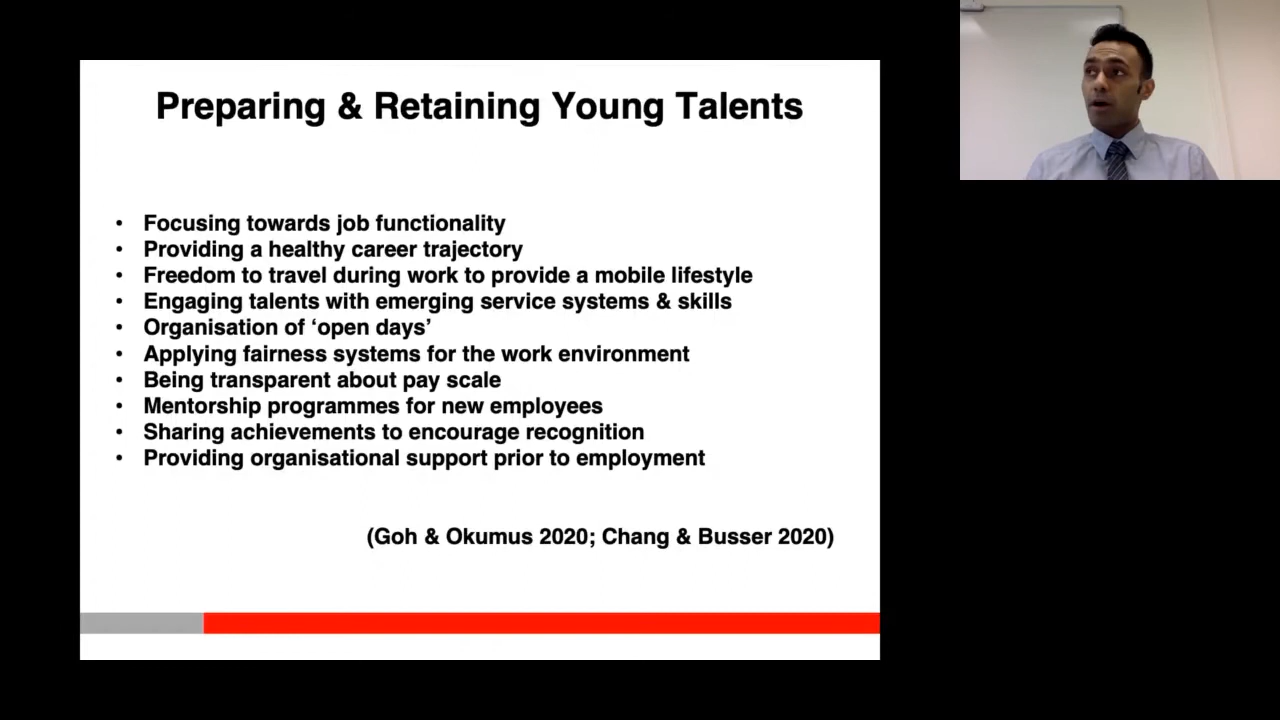 Preparing & Retaining Young Talents
• Focusing towards job functionality
• Providing a healthy career trajectory
• Freedom to travel during work to provide a mobile lifestyle
• Engaging talents with emerging service systems & skills
• Organisation of ‘open days’
• Applying fairness systems for the work environment
• Being transparent about pay scale
• Mentorship programmes for new employees
• Sharing achievements to encourage recognition
• Providing organisational support prior to employment
(Goh & Okumus 2020; Chang & Busser 2020)